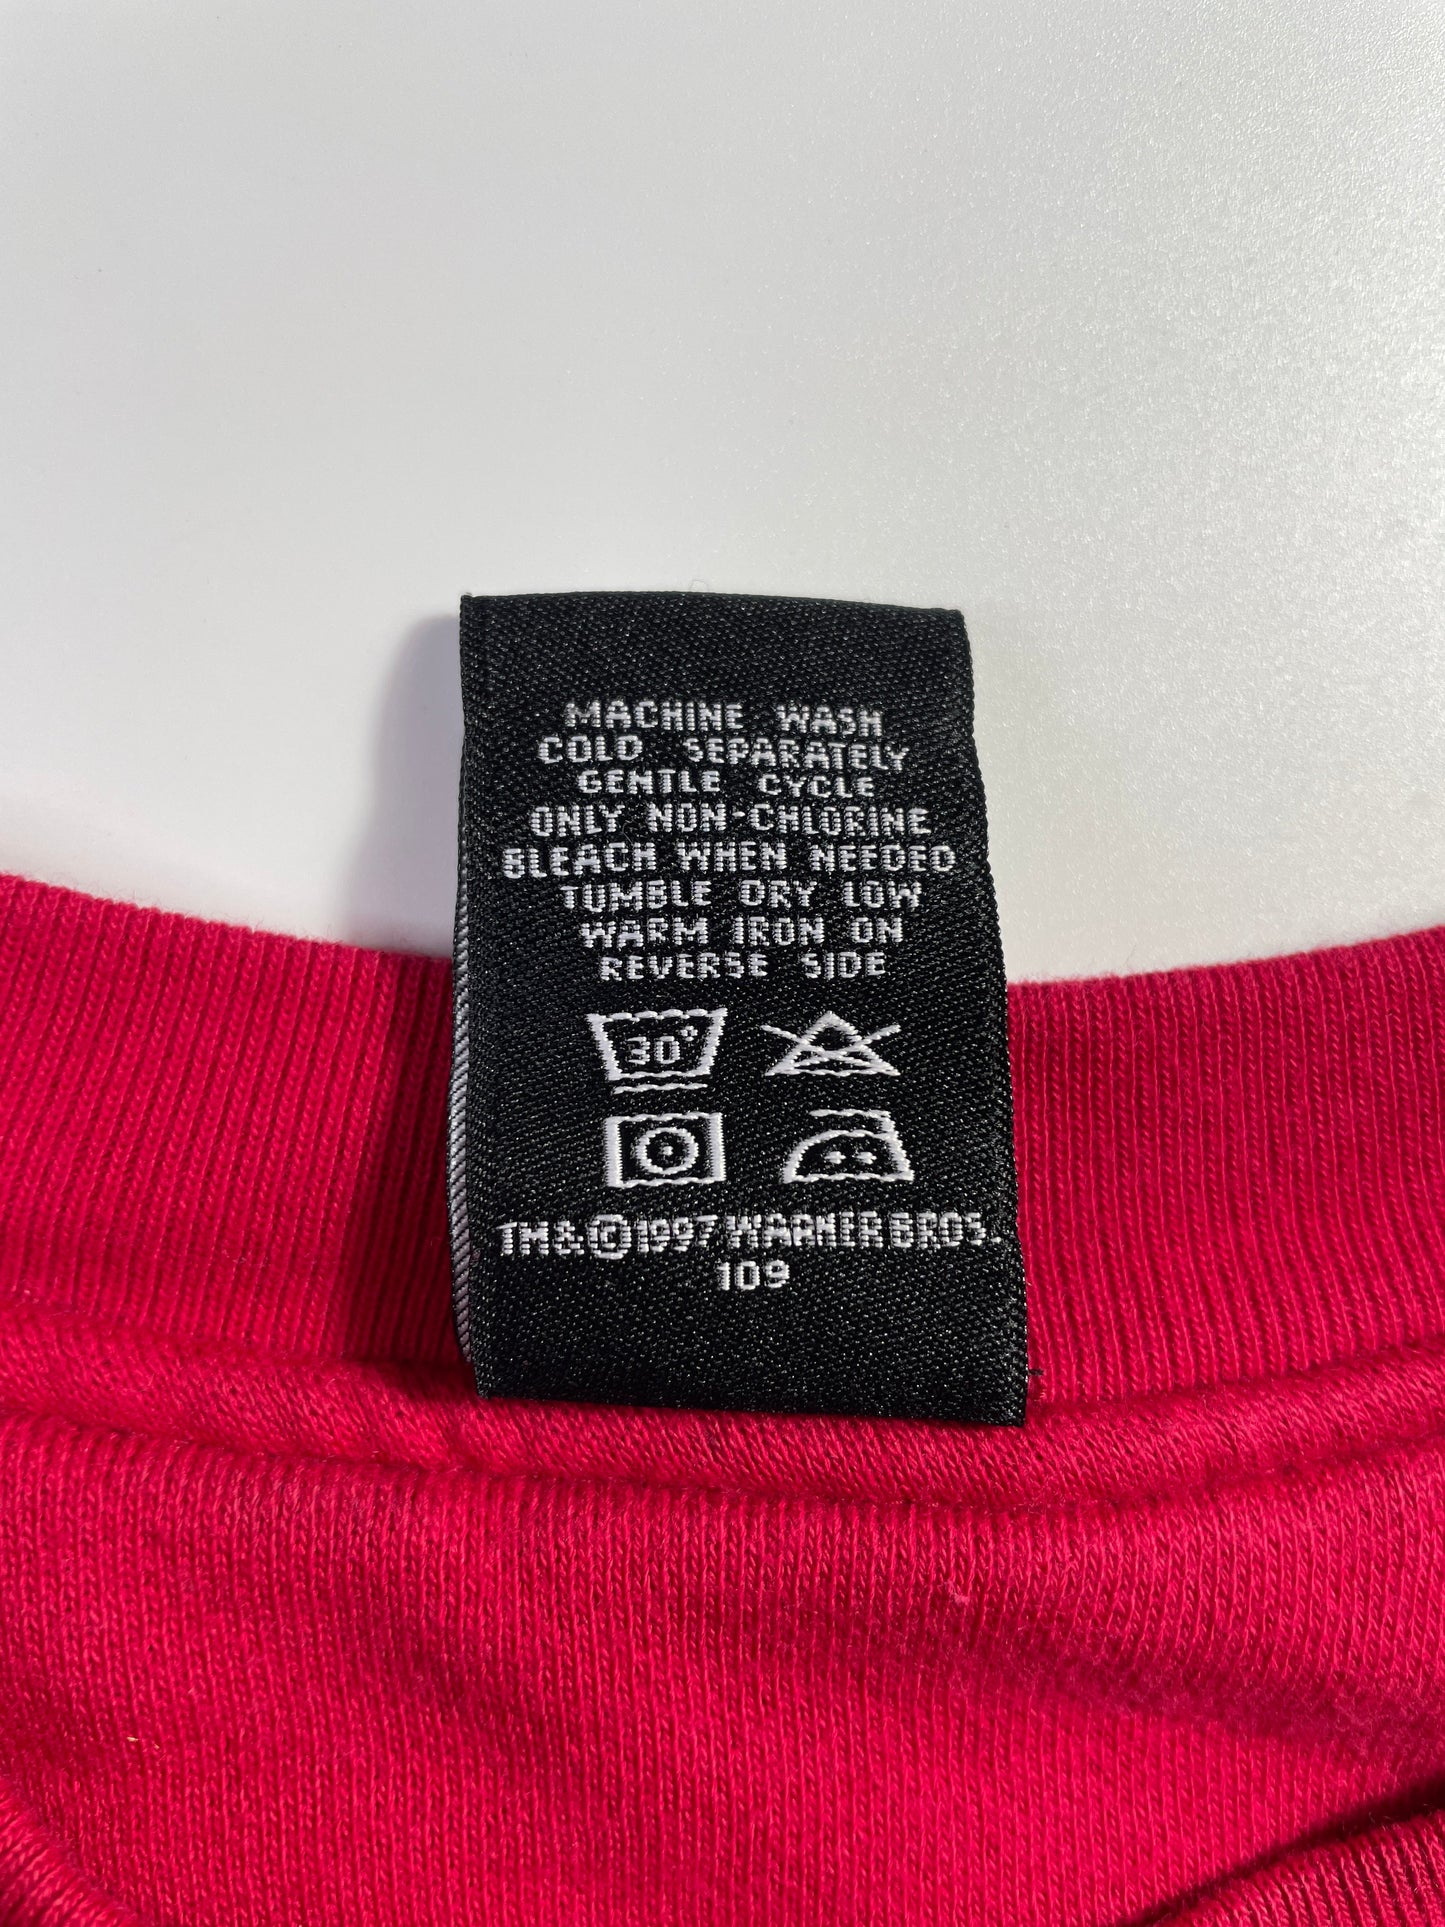 MACHINE WASH
COLD SEPARATELY
GENTLE CYCLE
ONLY NON-CHLORINE
BLEACH WHEN NEEDED
TUMBLE DRY LOW
WARM IRON ON
REVERSE SIDE
30°
TM&©1997 WARNER BROS.
109